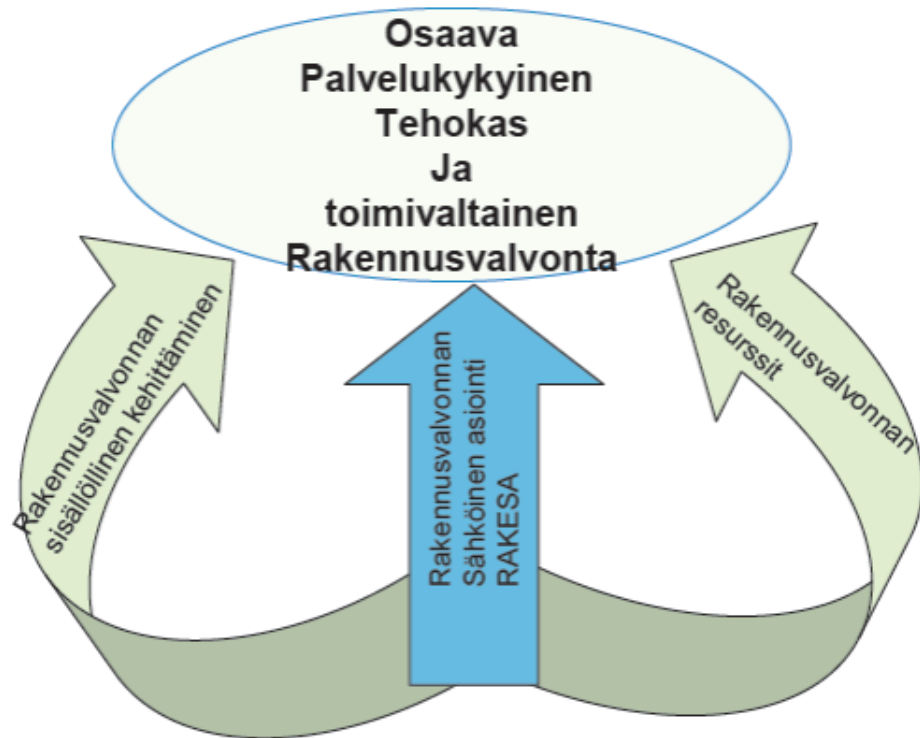 Osaava
Palvelukykyinen
Tehokas
Ja
toimivaltainen
Rakennusvalvonta
Rakennusvalvonnan
sisällöllinen kehittäminen
Rakennusvalvonnan
Sähköinen asiointi
RAKESA
Rakennusvalvonnan
resurssit